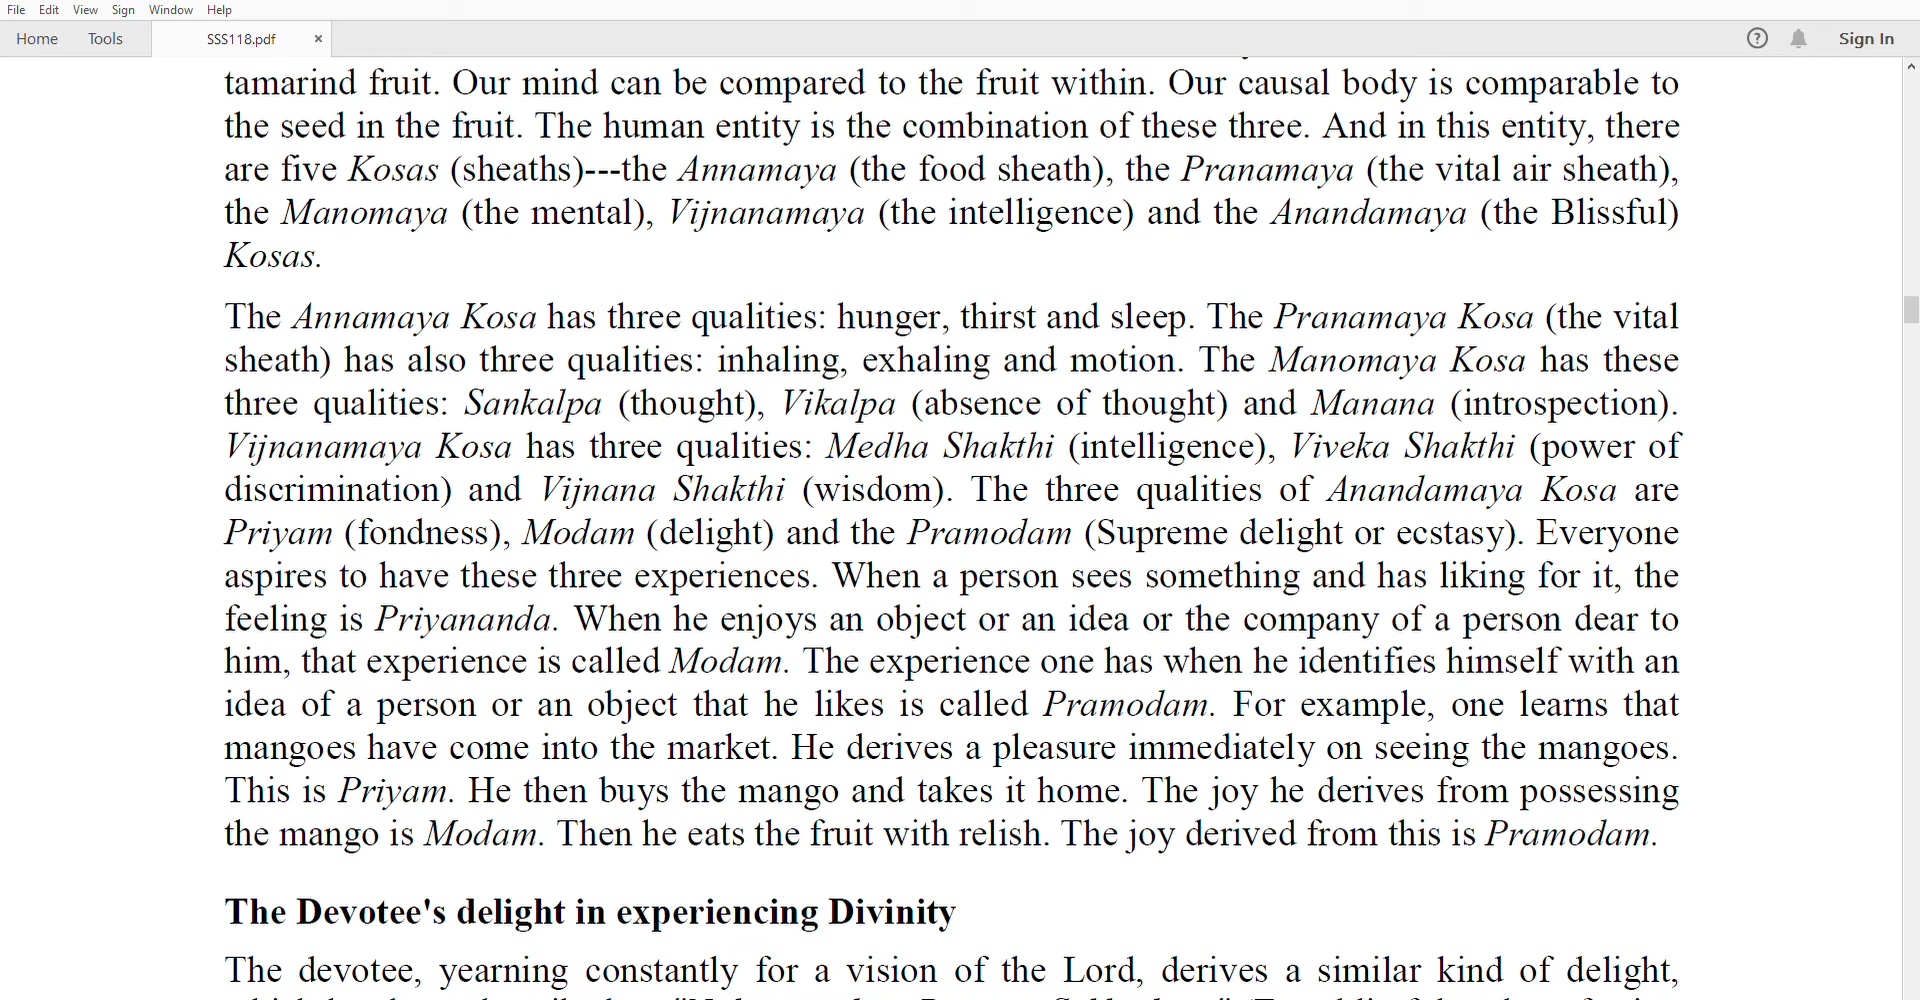 File Edit View Sign Window Help
Home Tools SSS118.pdf × ? Sign In
tamarind fruit. Our mind can be compared to the fruit within. Our causal body is comparable to
the seed in the fruit. The human entity is the combination of these three. And in this entity, there
are five Kosas (sheaths)---the Annamaya (the food sheath), the Pranamaya (the vital air sheath),
the Manomaya (the mental), Vijnanamaya (the intelligence) and the Anandamaya (the Blissful)
Kosas.
The Annamaya Kosa has three qualities: hunger, thirst and sleep. The Pranamaya Kosa (the vital
sheath) has also three qualities: inhaling, exhaling and motion. The Manomaya Kosa has these
three qualities: Sankalpa (thought), Vikalpa (absence of thought) and Manana (introspection).
Vijnanamaya Kosa has three qualities: Medha Shakthi (intelligence), Viveka Shakthi (power of
discrimination) and Vijnana Shakthi (wisdom). The three qualities of Anandamaya Kosa are
Priyam (fondness), Modam (delight) and the Pramodam (Supreme delight or ecstasy). Everyone
aspires to have these three experiences. When a person sees something and has liking for it, the
feeling is Priyananda. When he enjoys an object or an idea or the company of a person dear to
him, that experience is called Modam. The experience one has when he identifies himself with an
idea of a person or an object that he likes is called Pramodam. For example, one learns that
mangoes have come into the market. He derives a pleasure immediately on seeing the mangoes.
This is Priyam. He then buys the mango and takes it home. The joy he derives from possessing
the mango is Modam. Then he eats the fruit with relish. The joy derived from this is Pramodam.
The Devotee's delight in experiencing Divinity
The devotee, yearning constantly for a vision of the Lord, derives a similar kind of delight,